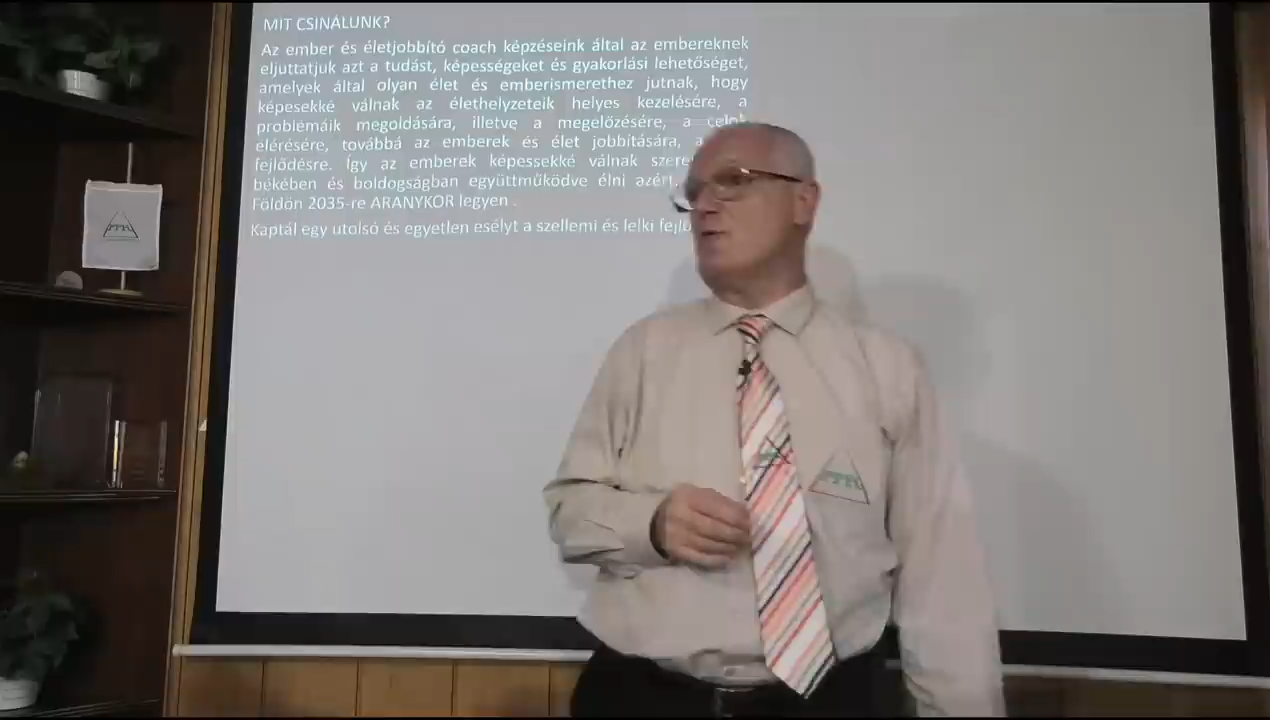 MIT CSINÁLUNK?
Az ember és életjobbító coach képzéseink által az embereknek
eljuttatjuk azt a tudást, képességeket és gyakorlási lehetőséget,
amelyek által olyan élet és emberismerethez jutnak, hogy
képesekké válnak az élethelyzeteik helyes kezelésére, a
problémáik megoldására, illetve a megelőzésére, a célok
elérésére, továbbá az emberek és élet jobbítására, a
fejlődésre. Így az emberek képessekké válnak
békében és boldogságban együttműködve élni azért,
Földön 2035-re ARANYKOR legyen .
Kaptál egy utolsó és egyetlen esélyt a szellemi és lelki